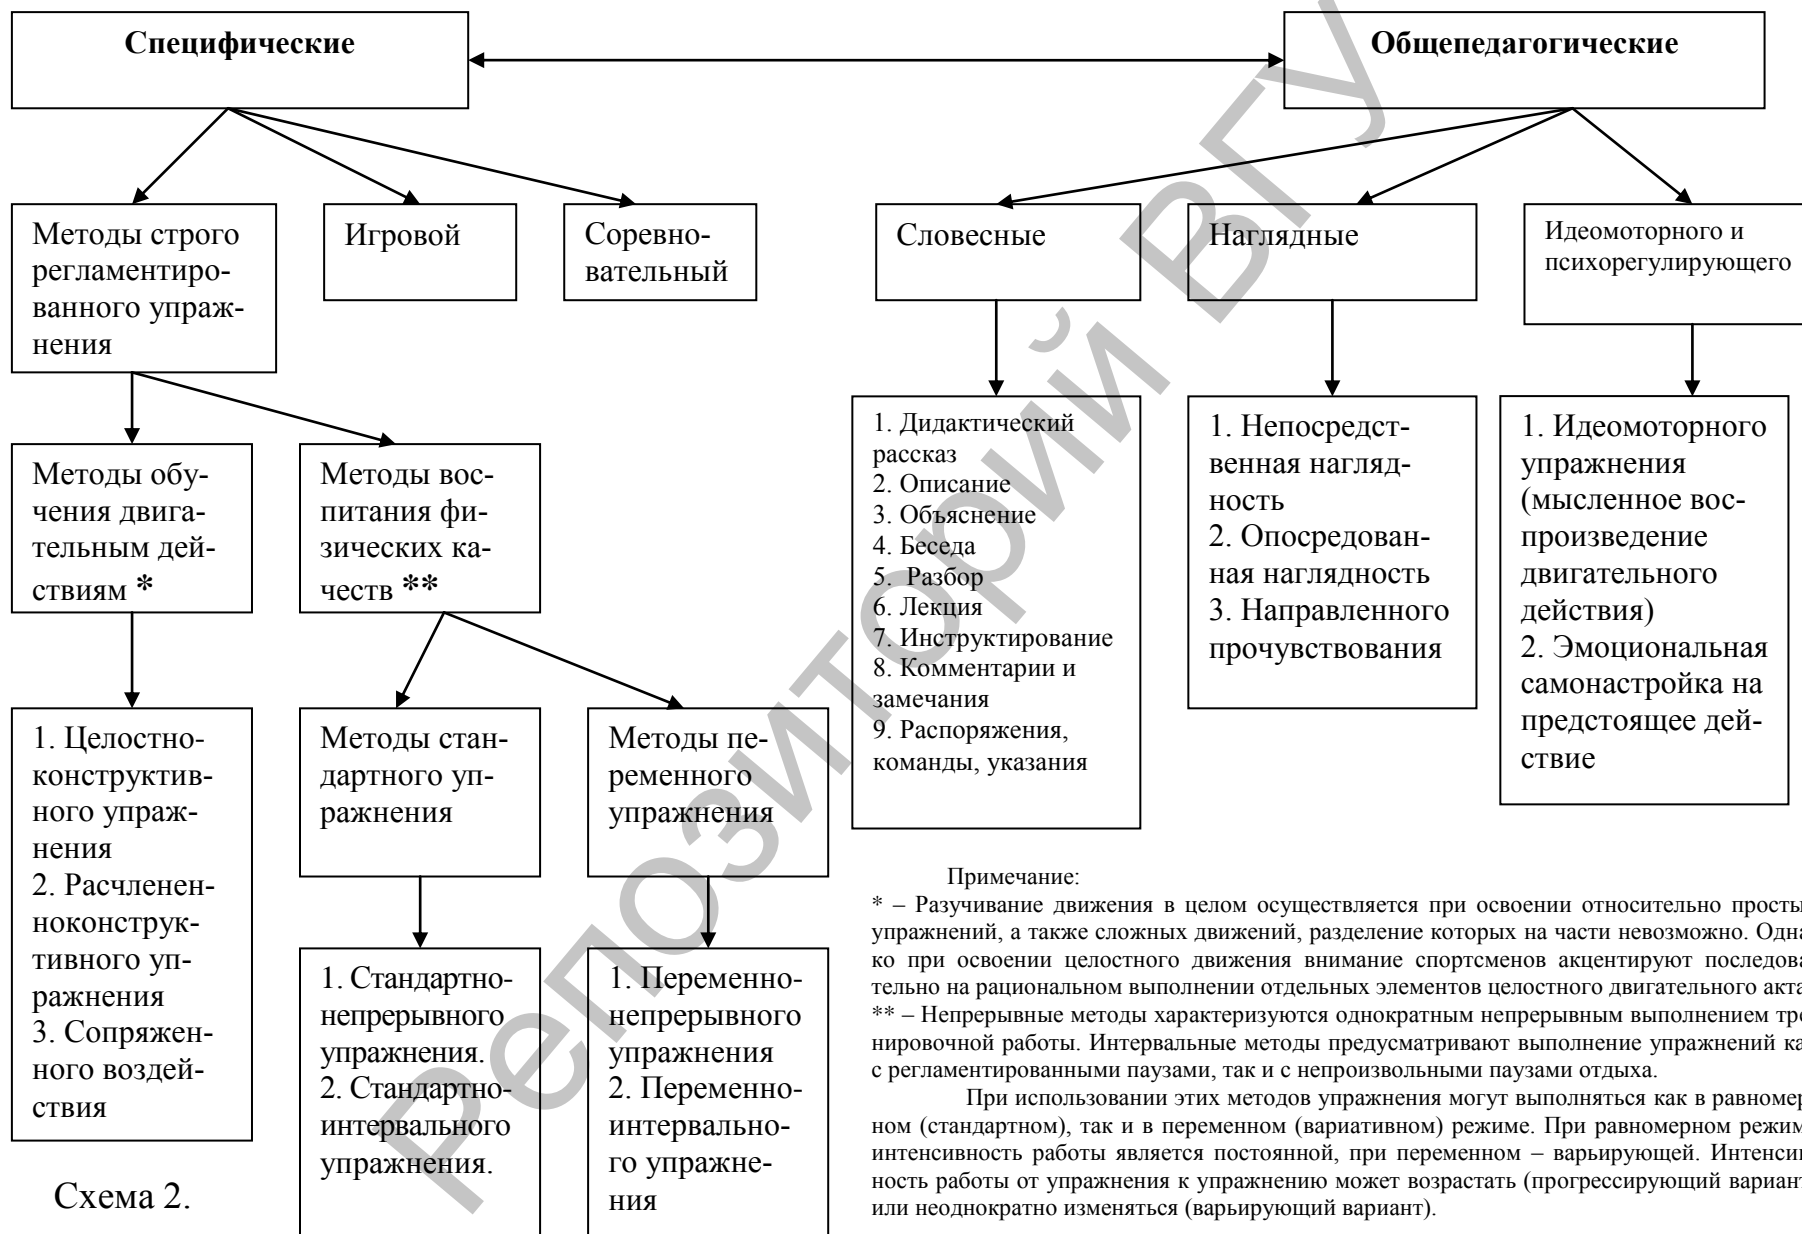 Специфические
Общепедагогические
Методы строго
регламентиро-
ванного упраж-
нения
Игровой
Соревно-
вательный
Словесные
Наглядные
Идеомоторного и
психорегулирующего
Методы обу-
чения двига-
тельным дей-
ствиям *
Методы вос-
питания фи-
зических ка-
честв **
1. Дидактический
рассказ
2. Описание
3. Объяснение
4. Беседа
5. Разбор
6. Лекция
7. Инструктирование
8. Комментарии и
замечания
9. Распоряжения,
команды, указания
1. Непосредст-
венная нагляд-
ность
2. Опосредован-
ная наглядность
3. Направленного
прочувствования
1. Идеомоторного
упражнения
(мысленное вос-
произведение
двигательного
действия)
2. Эмоциональная
самонастройка на
предстоящее дей-
ствие
1. Целостно-
конструктив-
ного упраж-
нения
2. Расчленен-
ноконструк-
тивного уп-
ражнения
3. Сопряжен-
ного воздей-
ствия
Методы стан-
дартного уп-
ражнения
Методы пе-
ременного
упражнения
1. Стандартно-
непрерывного
упражнения.
2. Стандартно-
интервального
упражнения.
1. Переменно-
непрерывного
упражнения
2. Переменно-
интервально-
го упражне-
ния
Примечание:
* – Разучивание движения в целом осуществляется при освоении относительно просты
упражнений, а также сложных движений, разделение которых на части невозможно. Одна
ко при освоении целостного движения внимание спортсменов акцентируют последова
тельно на рациональном выполнении отдельных элементов целостного двигательного акта
** – Непрерывные методы характеризуются однократным непрерывным выполнением тре
нировочной работы. Интервальные методы предусматривают выполнение упражнений ка
с регламентированными паузами, так и с непроизвольными паузами отдыха.
При использовании этих методов упражнения могут выполняться как в равномер
ном (стандартном), так и в переменном (вариативном) режиме. При равномерном режим
интенсивность работы является постоянной, при переменном – варьирующей. Интенсив
ность работы от упражнения к упражнению может возрастать (прогрессирующий вариант
или неоднократно изменяться (варьирующий вариант).
Схема 2.
Репозиторий ВГУ